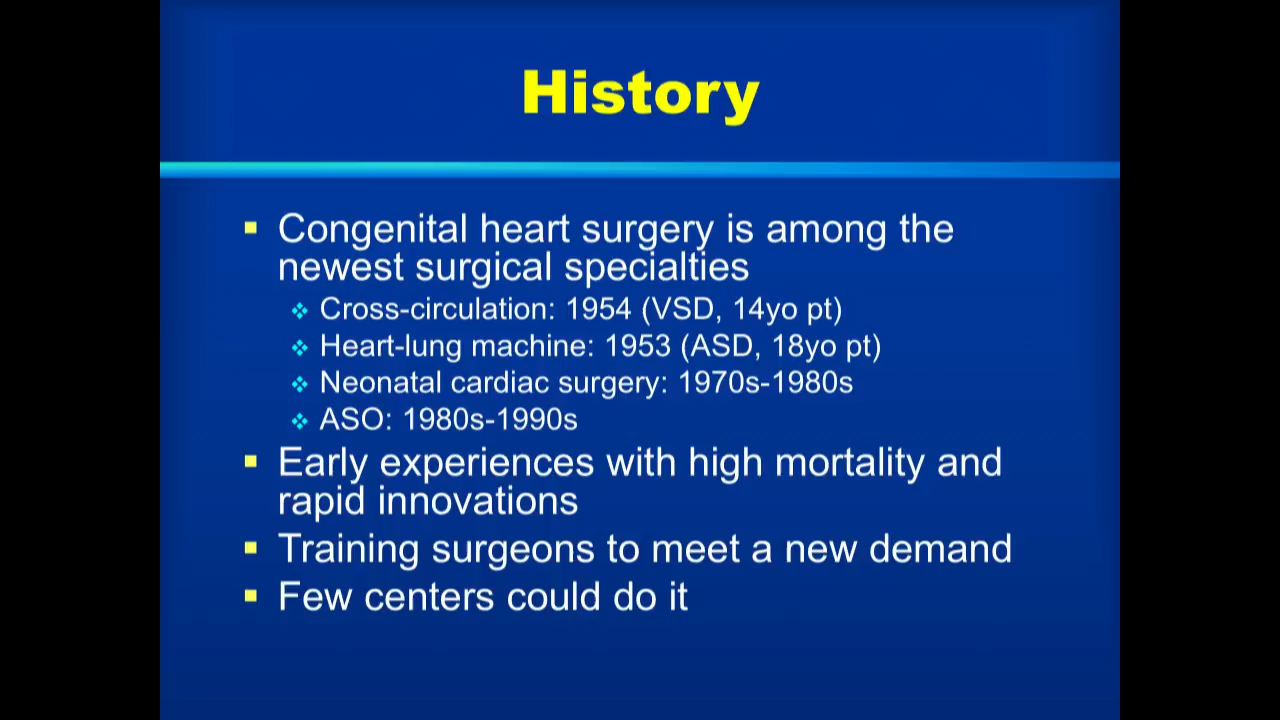 History
Congenital heart surgery is among the
newest surgical specialties
Cross-circulation: 1954 (VSD, 14yo pt)
Heart-lung machine: 1953 (ASD, 18yo pt)
Neonatal cardiac surgery: 1970s-1980s
ASO: 1980s-1990s
Early experiences with high mortality and
rapid innovations
Training surgeons to meet a new demand
Few centers could do it